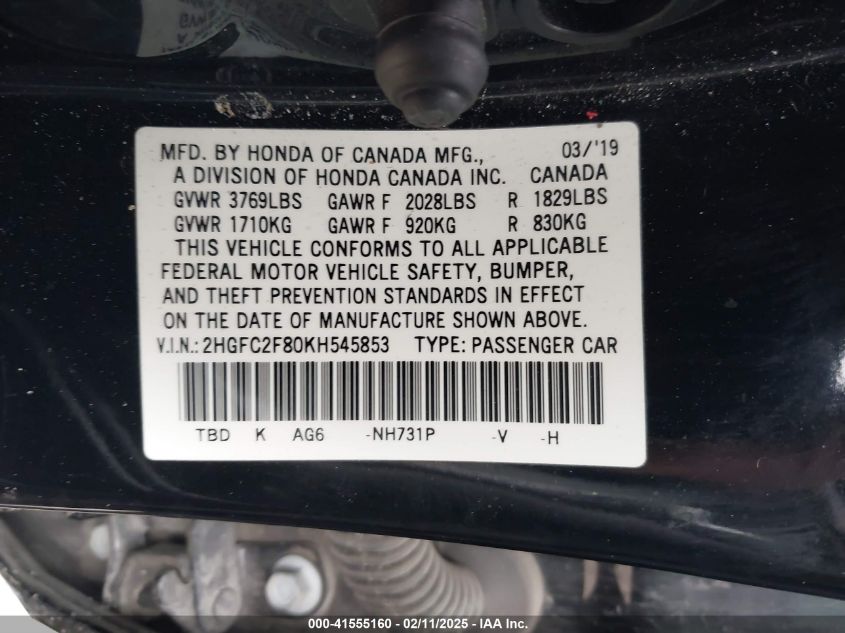 MFD. BY HONDA OF CANADA MFG., 03/'19
A DIVISION OF HONDA CANADA INC. CANADA
GVWR 3769LBS GAWR F 2028LBS R 1829LBS
GVWR 1710KG GAWR F 920KG R 830KG
THIS VEHICLE CONFORMS TO ALL APPLICABLE
FEDERAL MOTOR VEHICLE SAFETY, BUMPER,
AND THEFT PREVENTION STANDARDS IN EFFECT
ON THE DATE OF MANUFACTURE SHOWN ABOVE.
V.I.N.: 2HGFC2F80KH545853 TYPE: PASSENGER CAR
TBD K AG6 -NH731P -V -H
000-41555160 - 02/11/2025 - IAA Inc.